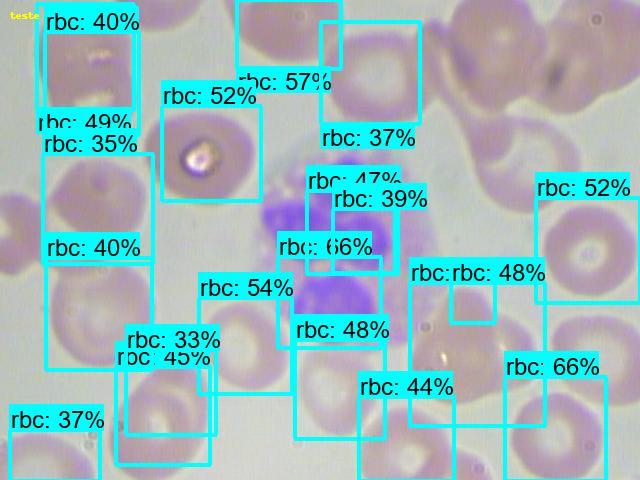 teste
rbc: 40%
rbc: 57%
rbc: 52%
rbc: 49%
rbc: 37%
rbc: 35%
rbc: 47%
rbc: 39%
rbc: 52%
rbc: 40%
rbc: 66%
rbc: rbc: 48%
rbc: 54%
rbc: 33%
rbc: 48%
rbc: 45%
rbc: 66%
rbc: 44%
rbc: 37%